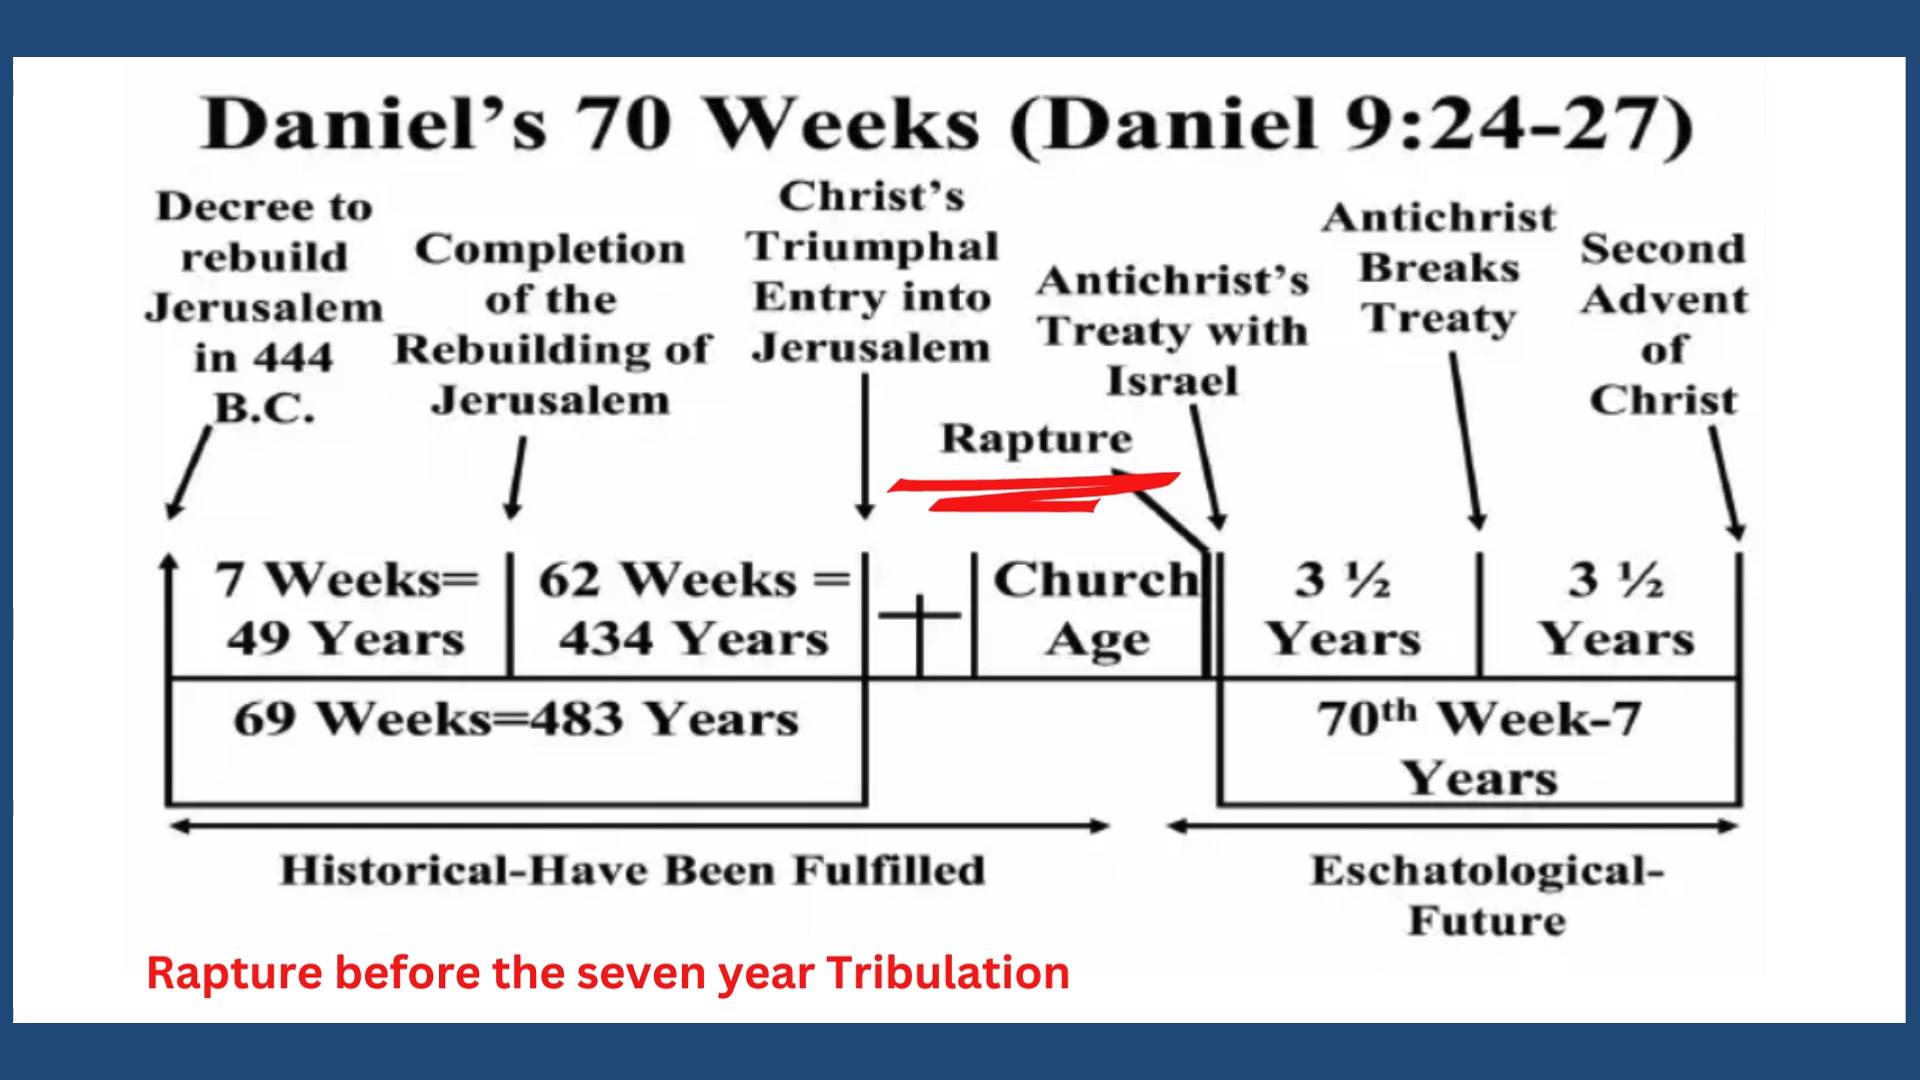 Daniel's 70 Weeks (Daniel 9:24-27)
Decree to
rebuild
Jerusalem
in 444
B.C.
Completion
of the
Rebuilding of
Jerusalem
Christ's
Triumphal
Entry into
Jerusalem
Rapture
Antichrist's
Treaty with
Israel
Antichrist
Breaks
Treaty
Second
Advent
of
Christ
7 Weeks=
49 Years
62 Weeks =
434 Years
Church
Age
3 ½
Years
3 ½
Years
69 Weeks=483 Years
70th Week-7
Years
Historical-Have Been Fulfilled
Eschatological-
Future
Rapture before the seven year Tribulation